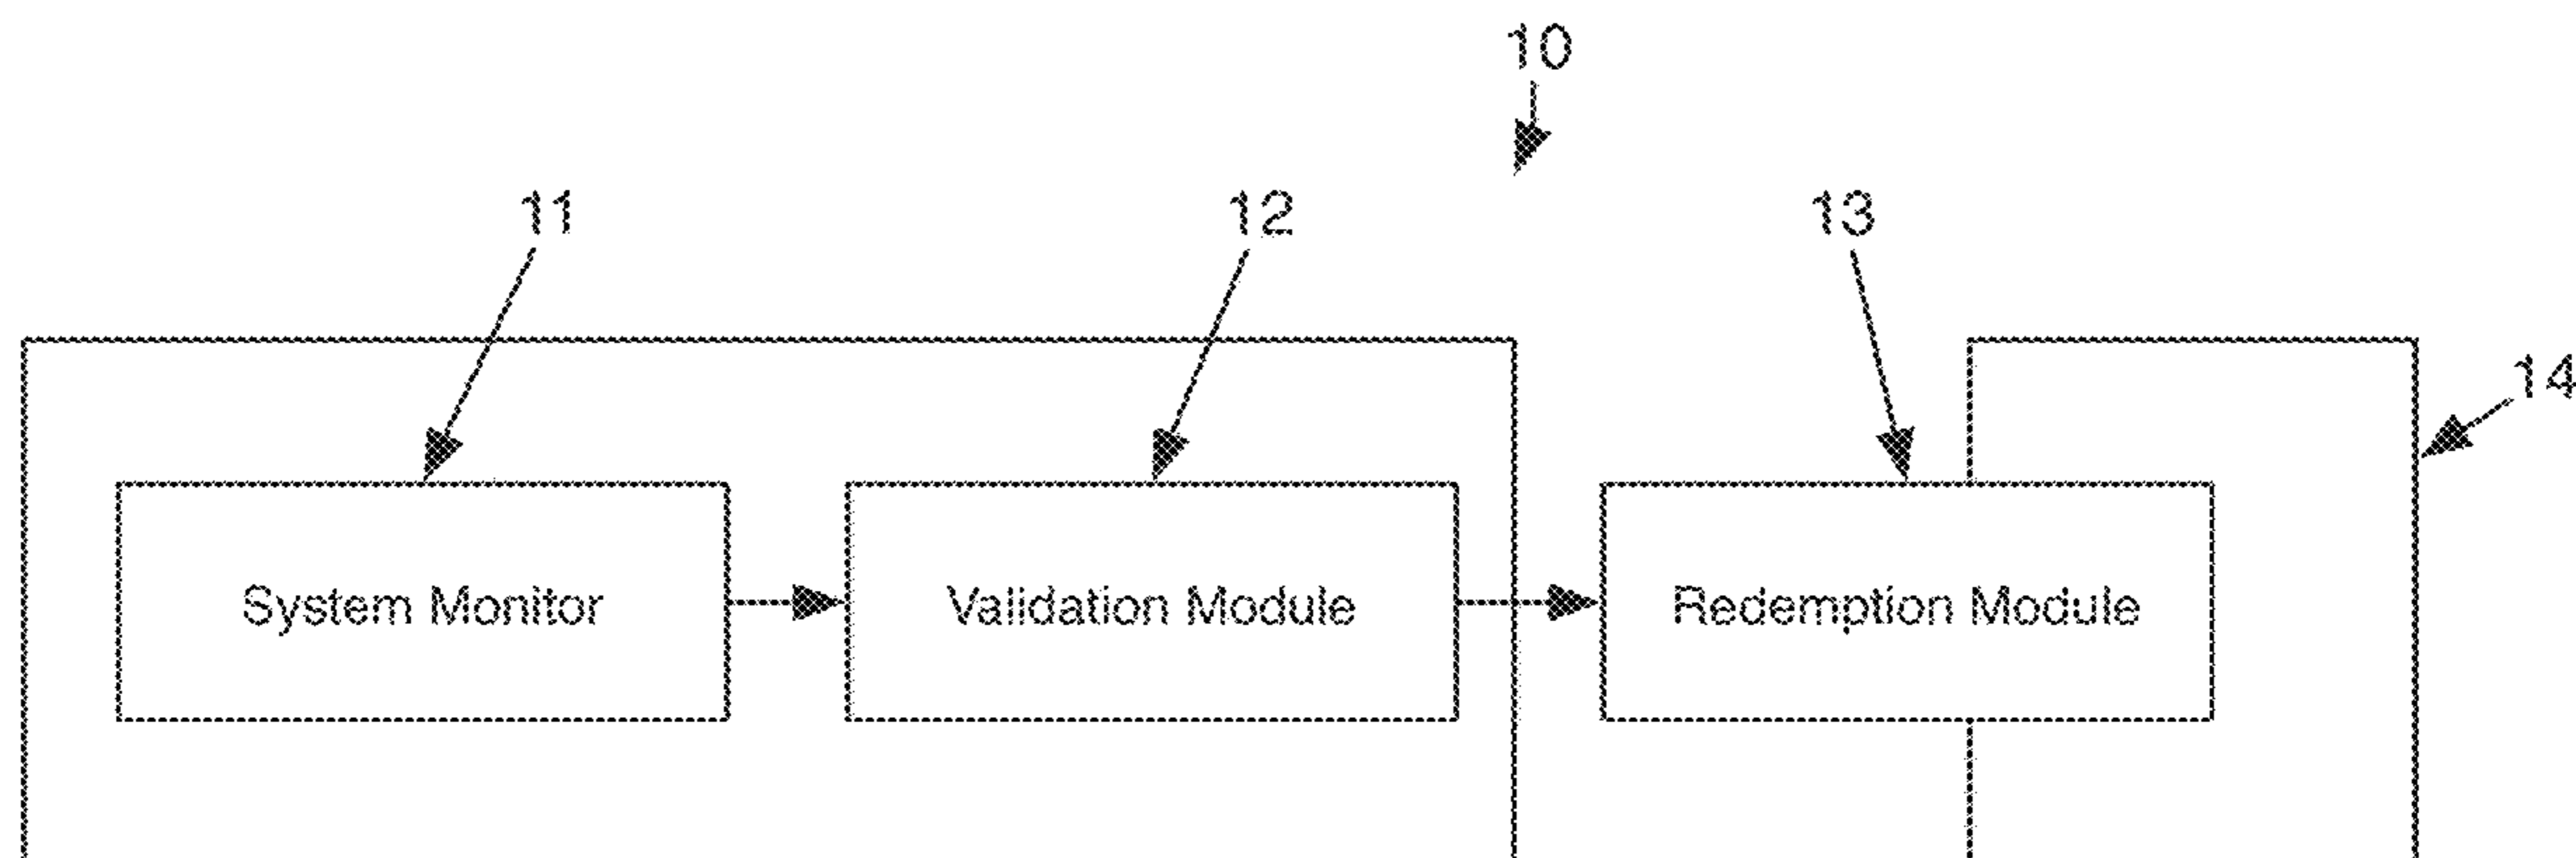 10
11
12
13
14
System Monitor
Validation Module
Redemption Module